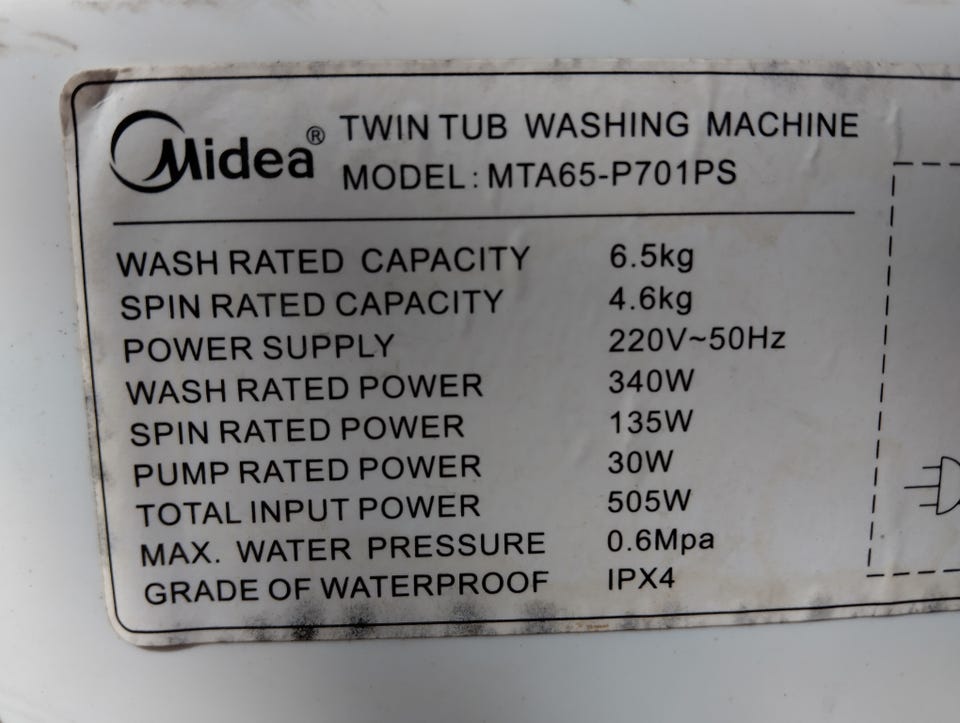 Midea® TWIN TUB WASHING MACHINE
MODEL: MTA65-P701PS
WASH RATED CAPACITY 6.5kg
SPIN RATED CAPACITY 4.6kg
POWER SUPPLY 220V~50Hz
WASH RATED POWER 340W
SPIN RATED POWER 135W
PUMP RATED POWER 30W
TOTAL INPUT POWER 505W
MAX. WATER PRESSURE 0.6Mpa
GRADE OF WATERPROOF IPX4